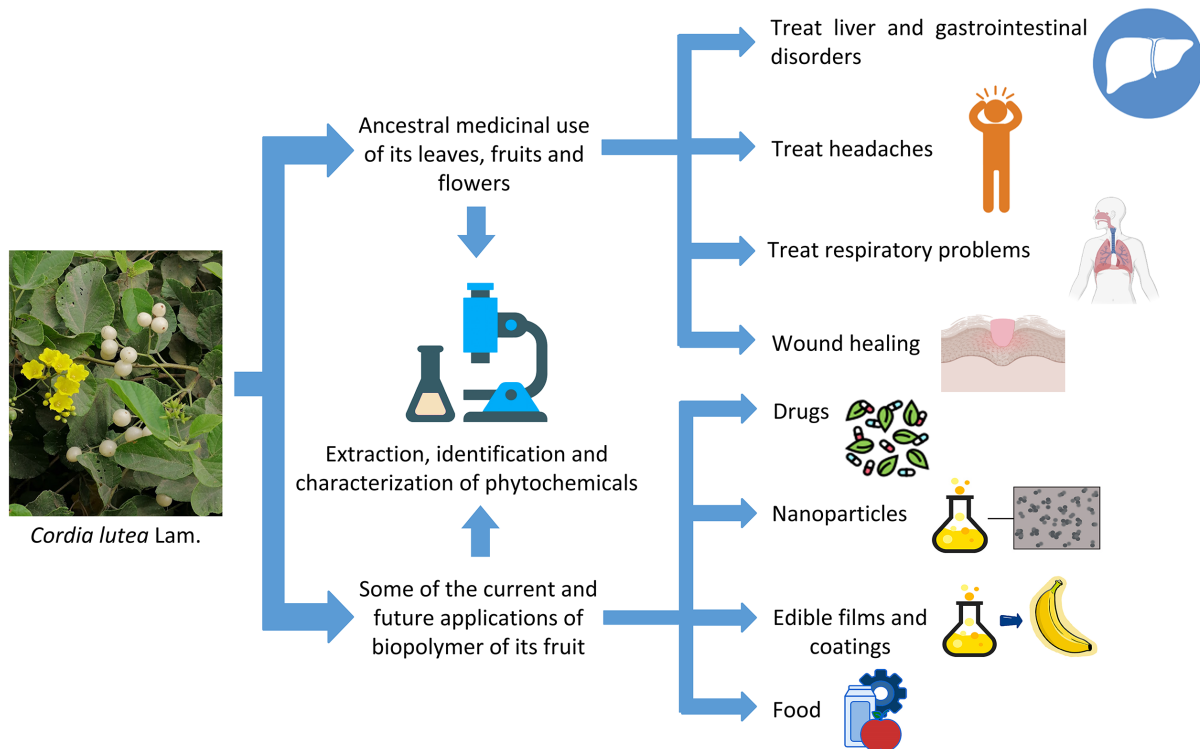 Cordia lutea Lam.
Ancestral medicinal use
of its leaves, fruits and
flowers
Extraction, identification and
characterization of phytochemicals
Some of the current and
future applications of
biopolymer of its fruit
Treat liver and gastrointestinal
disorders
Treat headaches
Treat respiratory problems
Wound healing
Drugs
Nanoparticles
Edible films and
coatings
Food